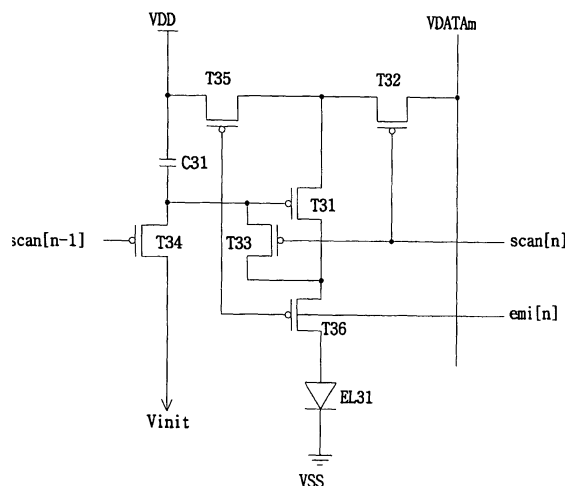 VDD
VDATAm
T35
T32
C31
T31
scan[n-1]
T34
T33
scan[n]
emi[n]
T36
EL31
Vinit
VSS